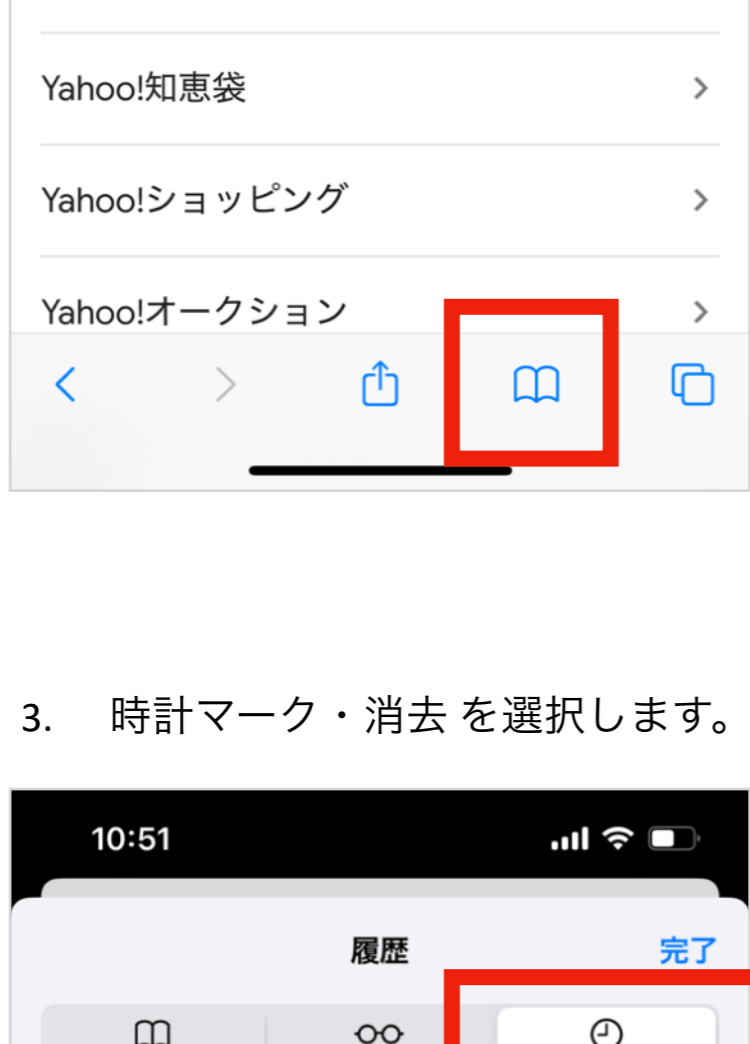 Yahoo!知恵袋
Yahoo!ショッピング
Yahoo!オークション
3. 時計マーク・消去 を選択します。
10:51
履歴
完了